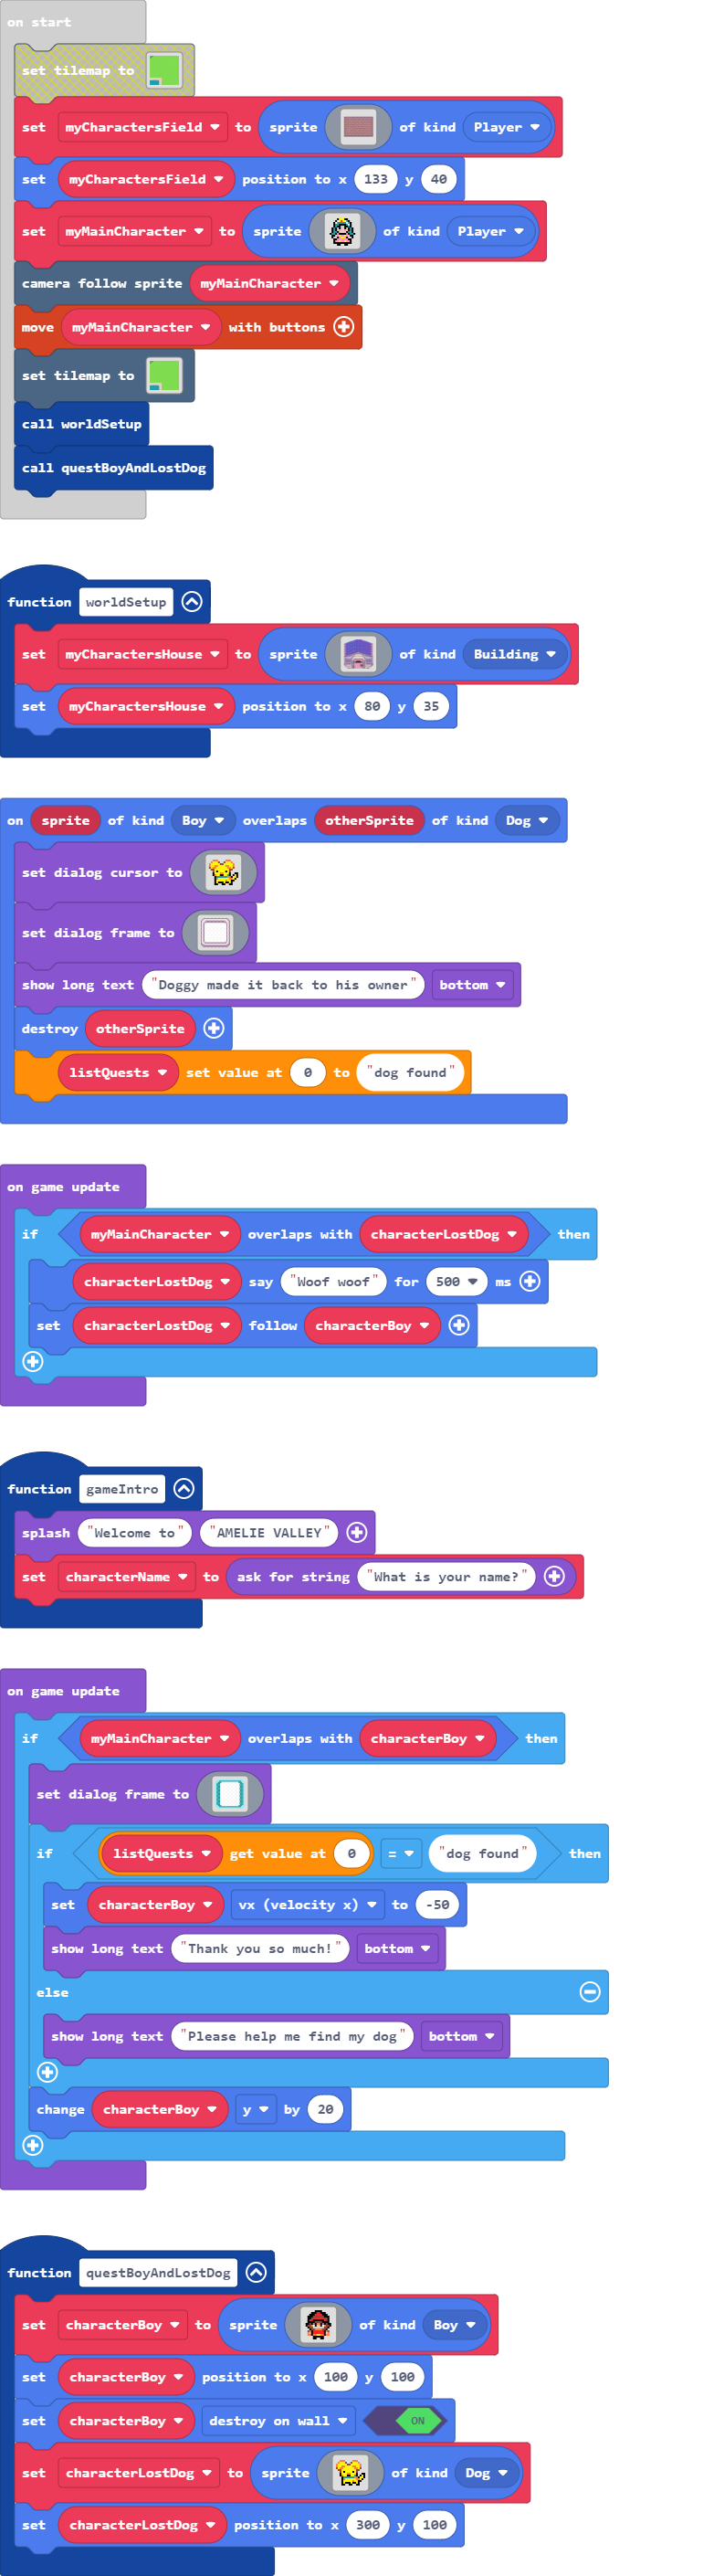 on start
set tilemap to
set myCharactersField to sprite of kind Player
set myCharactersField position to x 133 y 40
set myMainCharacter to sprite of kind Player
camera follow sprite myMainCharacter
move myMainCharacter with buttons
set tilemap to
call worldSetup
call questBoyAndLostDog
function worldSetup
set myCharactersHouse to sprite of kind Building
set myCharactersHouse position to x 80 y 35
on sprite of kind Boy overlaps otherSprite of kind Dog
set dialog cursor to
set dialog frame to
show long text "Doggy made it back to his owner" bottom
destroy otherSprite
listQuests set value at 0 to "dog found"
on game update
if myMainCharacter overlaps with characterLostDog then
characterLostDog say "Woof woof" for 500 ms
set characterLostDog follow characterBoy
function gameIntro
splash "Welcome to" "AMELIE VALLEY"
set characterName to ask for string "What is your name?"
on game update
if myMainCharacter overlaps with characterBoy then
set dialog frame to
if listQuests get value at 0 = "dog found" then
set characterBoy vx (velocity x) to -50
show long text "Thank you so much!" bottom
else
show long text "Please help me find my dog" bottom
change characterBoy y by 20
function questBoyAndLostDog
set characterBoy to sprite of kind Boy
set characterBoy position to x 100 y 100
set characterBoy destroy on wall ON
set characterLostDog to sprite of kind Dog
set characterLostDog position to x 300 y 100